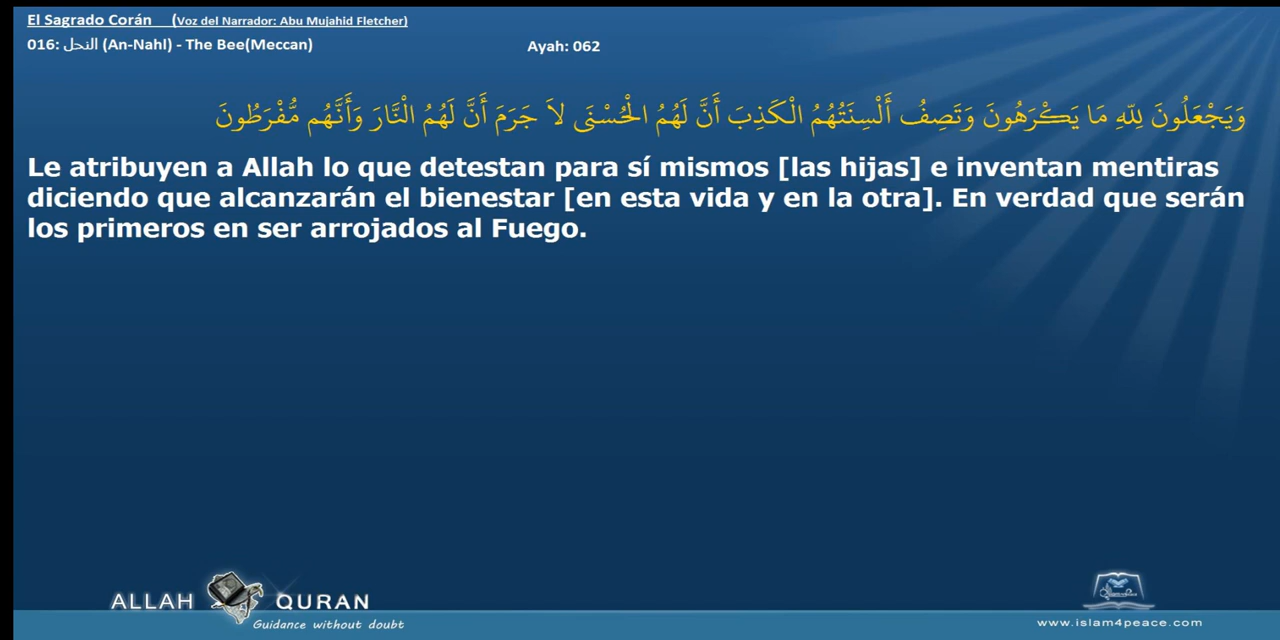 El Sagrado Corán (Voz del Narrador: Abu Mujahid Fletcher)
016: النحل (An-Nahl) - The Bee(Meccan) Ayah: 062
وَيَجْعَلُونَ لِلّهِ مَا يَكْرَهُونَ وَتَصِفُ أَلْسِنَتُهُمُ الْكَذِبَ أَنَّ لَهُمُ الْحُسْنَى لاَ جَرَمَ أَنَّ لَهُمُ الْنَّارَ وَأَنَّهُم مُّفْرَطُونَ
Le atribuyen a Allah lo que detestan para sí mismos [las hijas] e inventan mentiras
diciendo que alcanzarán el bienestar [en esta vida y en la otra]. En verdad que serán
los primeros en ser arrojados al Fuego.
ALLAH QURAN
Guidance without doubt
www.islam4peace.com